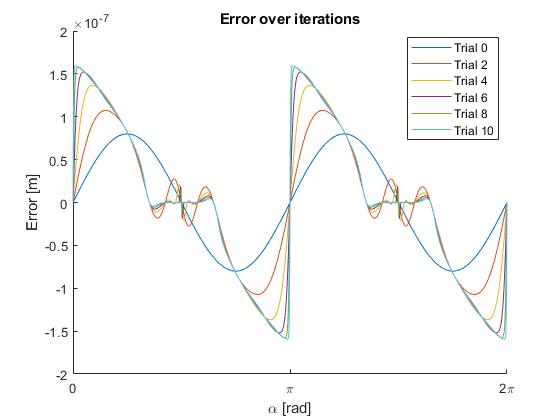 Error over iterations
×10⁻⁷
2
1.5
1
0.5
0
-0.5
-1
-1.5
-2
Error [m]
Trial 0
Trial 2
Trial 4
Trial 6
Trial 8
Trial 10
0
π
2π
α [rad]